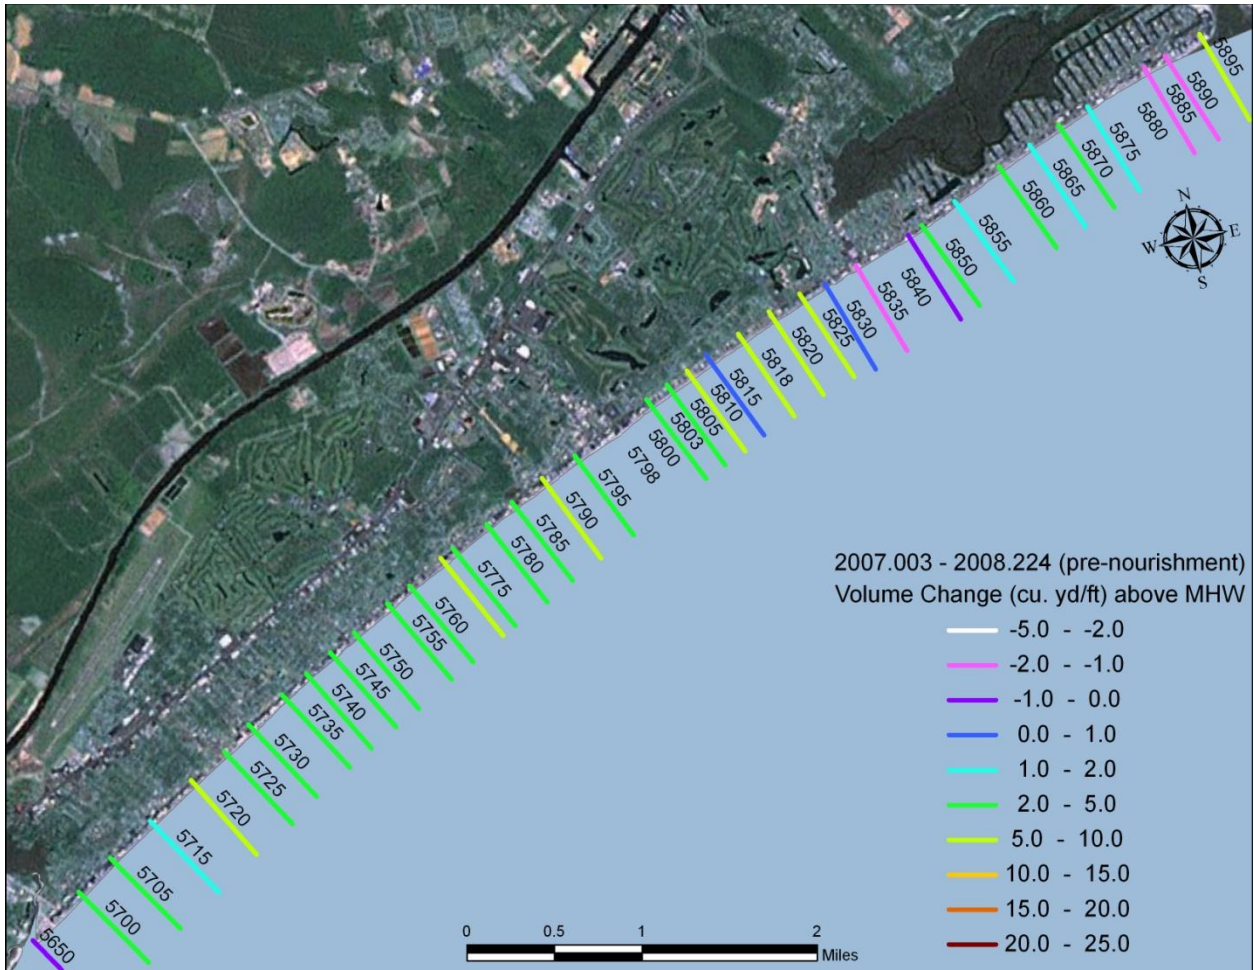 5895
5890
5885
5880
5875
5870
5865
5860
5855
5850
5840
5835
5830
5825
5820
5818
5815
5810
5805
5803
5800
5798
5795
5790
5785
5780
5775
5760
5755
5750
5745
5740
5735
5730
5725
5720
5715
5705
5700
5650
N
W E
S
2007.003 - 2008.224 (pre-nourishment)
Volume Change (cu. yd/ft) above MHW
-5.0 - -2.0
-2.0 - -1.0
-1.0 - 0.0
0.0 - 1.0
1.0 - 2.0
2.0 - 5.0
5.0 - 10.0
10.0 - 15.0
15.0 - 20.0
20.0 - 25.0
0 0.5 1 2
Miles